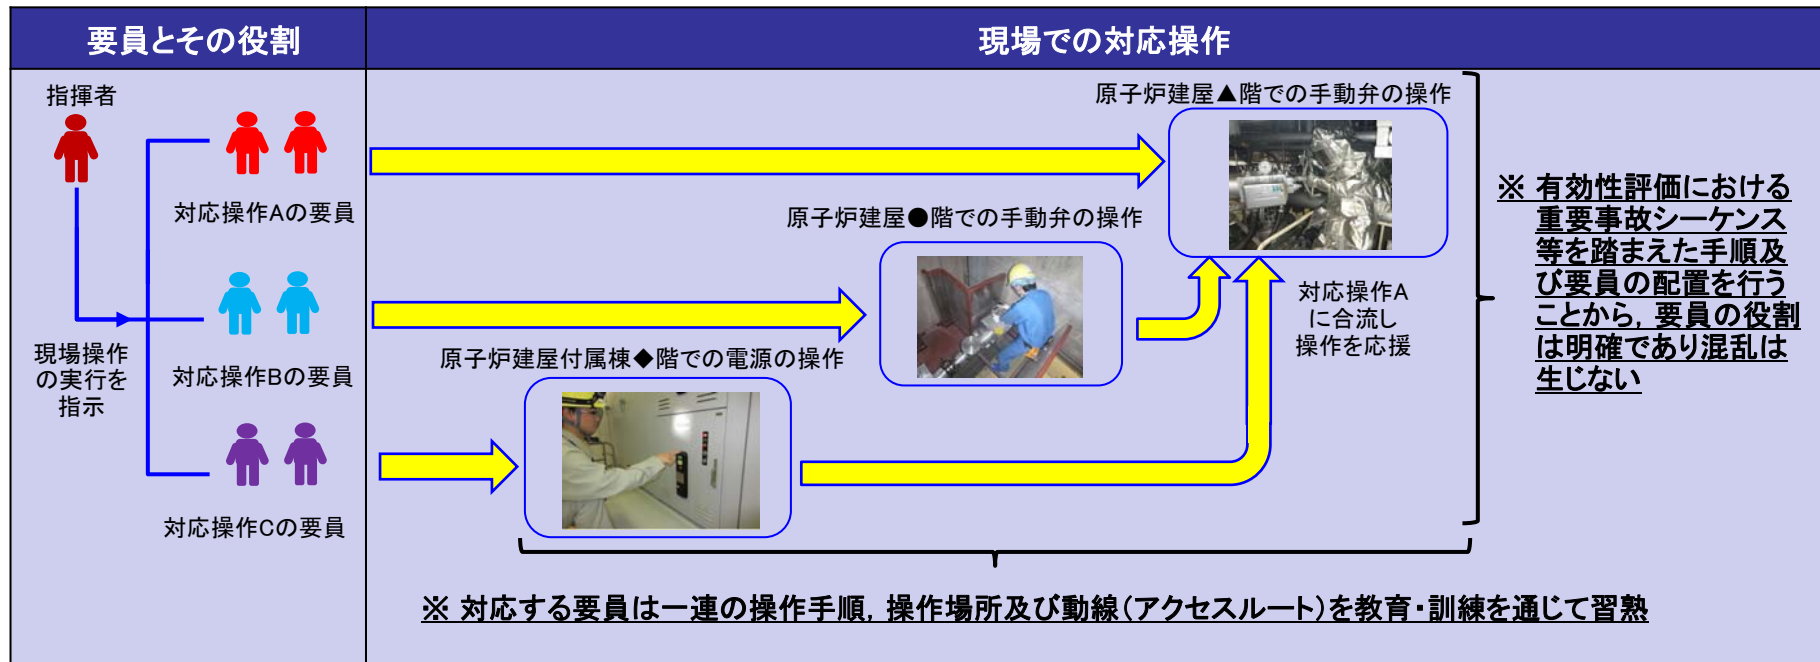 要員とその役割
現場での対応操作
指揮者
対応操作Aの要員
対応操作Bの要員
対応操作Cの要員
現場操作
の実行を
指示
原子炉建屋▲階での手動弁の操作
原子炉建屋●階での手動弁の操作
原子炉建屋付属棟◆階での電源の操作
対応操作A
に合流し
操作を応援
※ 有効性評価における
重要事故シーケンス
等を踏まえた手順及
び要員の配置を行う
ことから，要員の役割
は明確であり混乱は
生じない
※ 対応する要員は一連の操作手順，操作場所及び動線（アクセスルート）を教育・訓練を通じて習熟